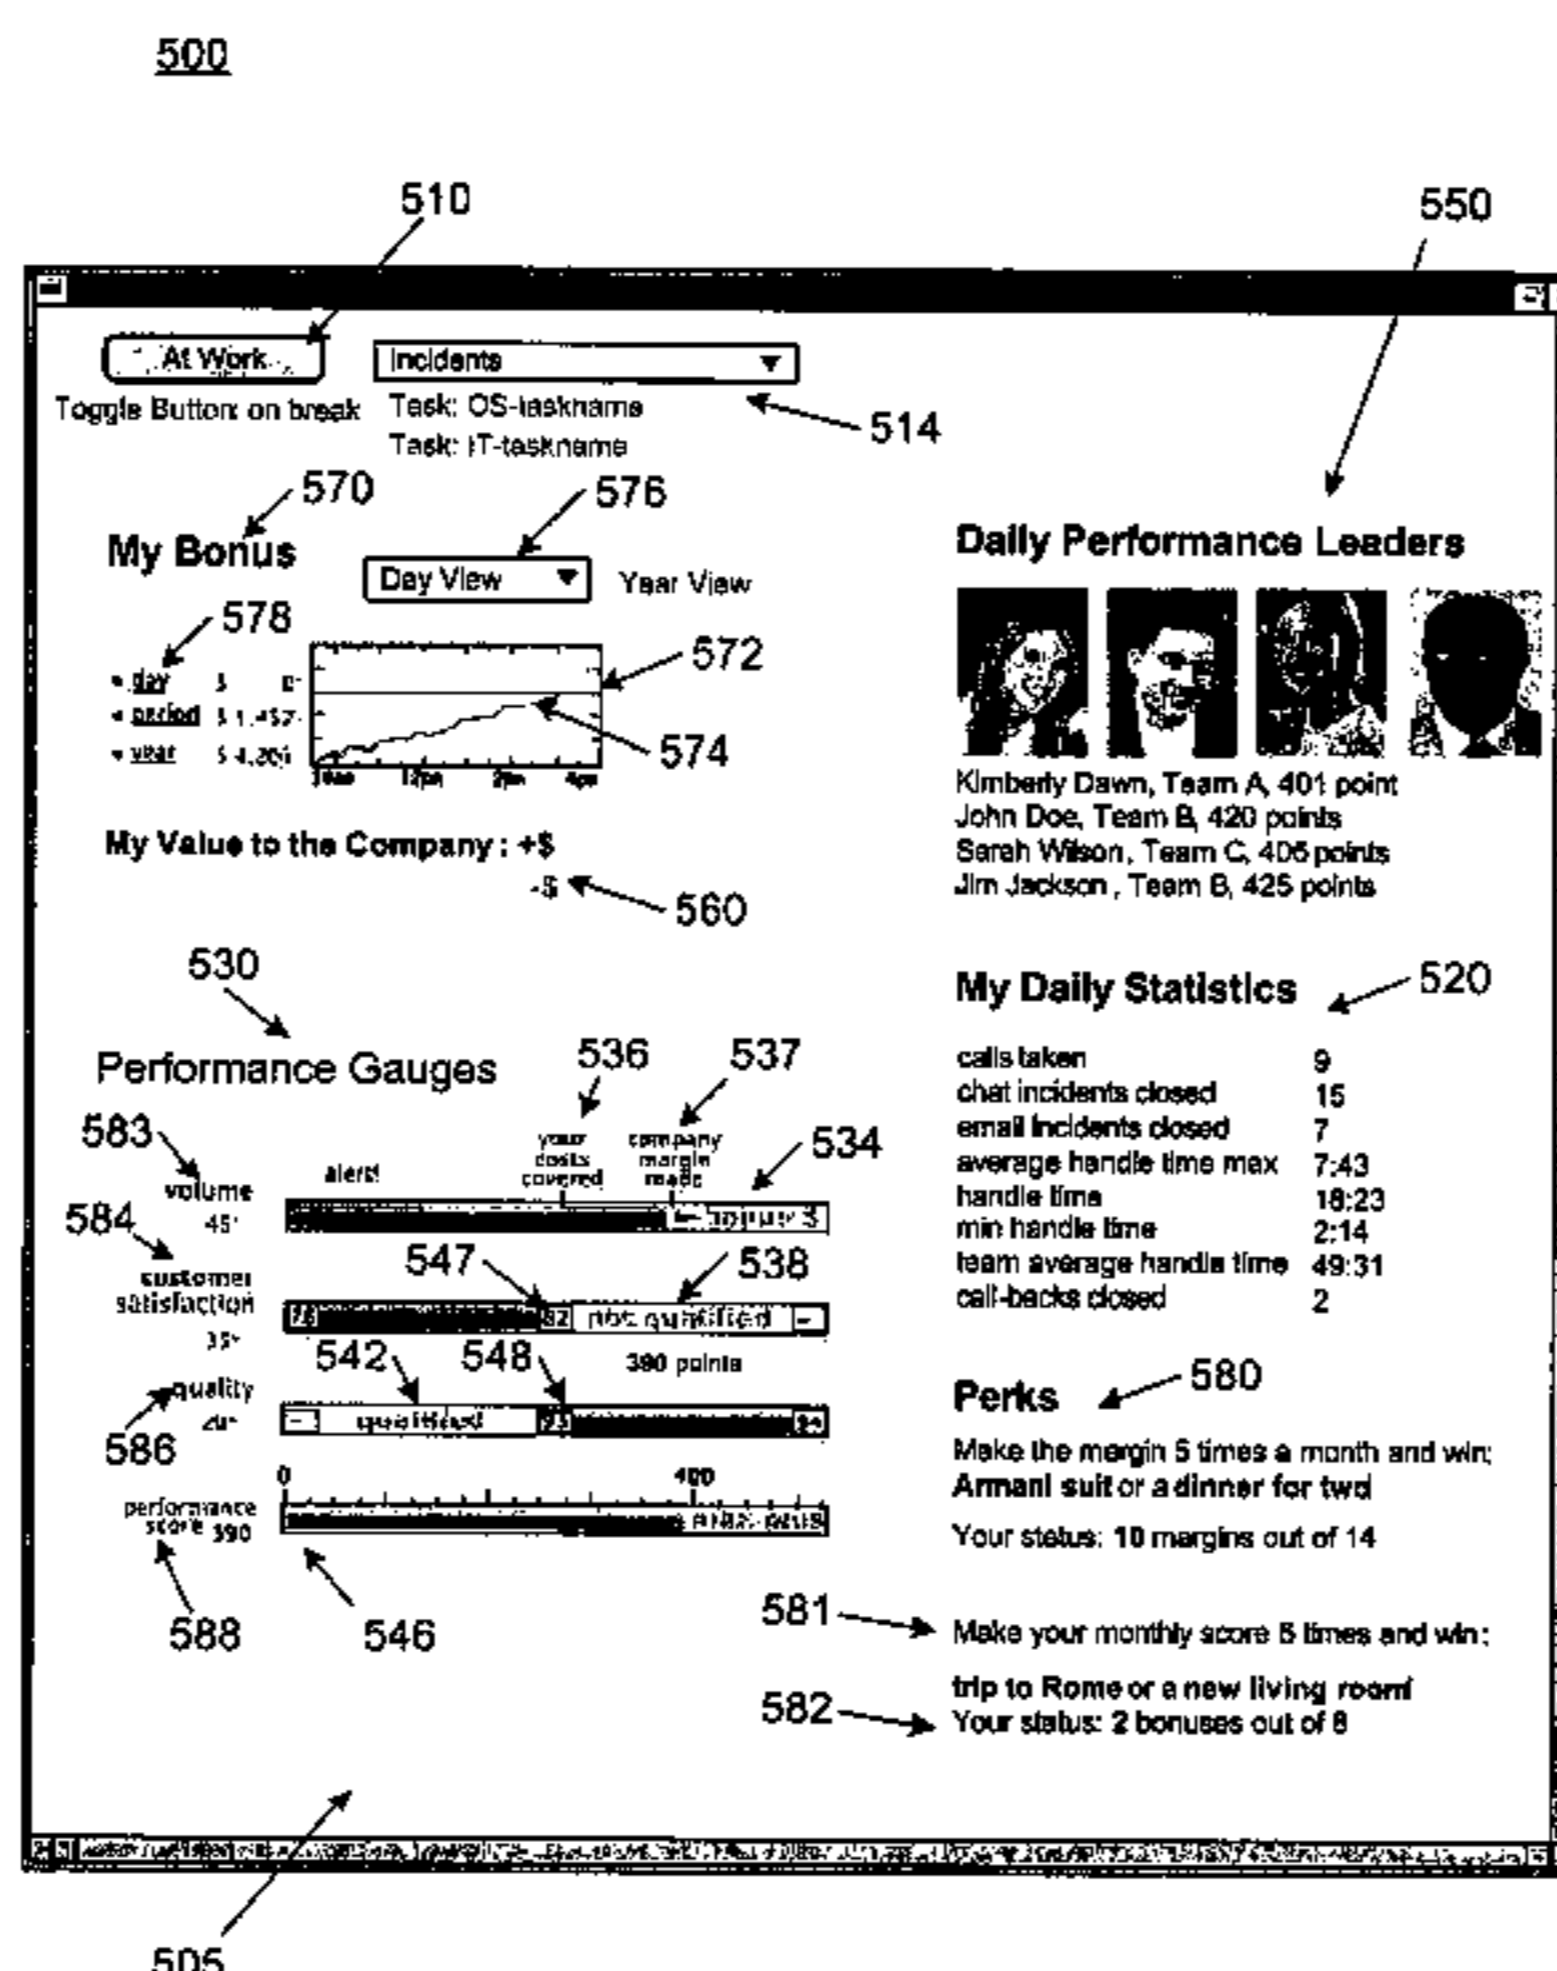 500
510
550
At Work
Incidents
Toggle Button: on break
Task: OS-taskname
514
Task: IT-taskname
570
576
My Bonus
Day View
Year View
Daily Performance Leaders
578
572
day $
period $
year $
574
12pm 2pm 4pm
Kimberly Dawn, Team A, 401 point
John Doe, Team B, 420 points
My Value to the Company : +$
Sarah Wilson, Team C, 405 points
-$
Jim Jackson , Team B, 425 points
560
530
My Daily Statistics
520
Performance Gauges
536
537
calls taken 9
chat incidents closed 15
583
your costs covered
company margin made
534
email incidents closed 7
alert!
average handle time max 7:43
volume
handle time 18:23
584
45
min handle time 2:14
547
538
team average handle time 49:31
customer
satisfaction
82 not qualified
call-backs closed 2
35
542
548
380 points
Perks
580
quality
qualified
586
Make the margin 5 times a month and win:
0 400
Armani suit or a dinner for two
performance
score 390
Your status: 10 margins out of 14
588
546
581
Make your monthly score 5 times and win:
trip to Rome or a new living room!
582
Your status: 2 bonuses out of 8
505